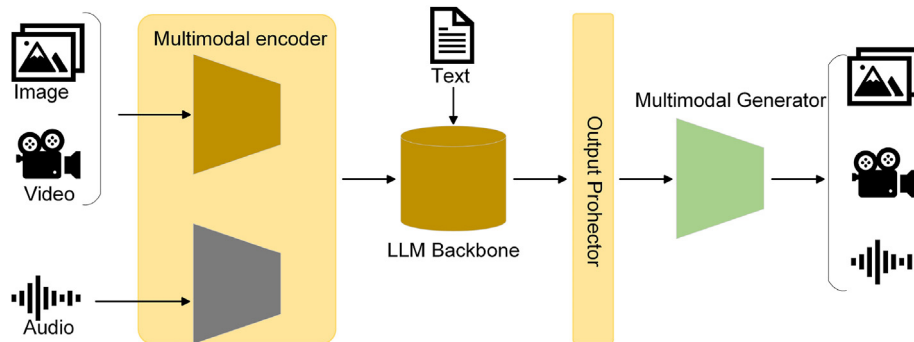 Image
Video
Audio
Multimodal encoder
Text
LLM Backbone
Output Prohector
Multimodal Generator